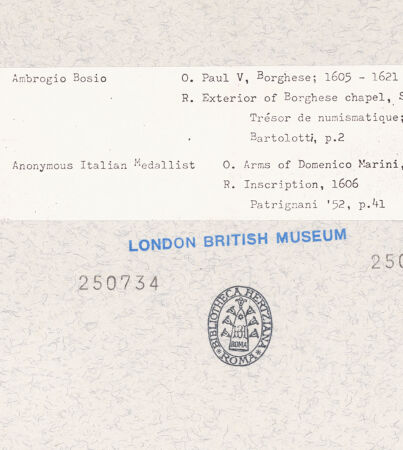 Ambrogio Bosio O. Paul V, Borghese; 1605 - 1621
R. Exterior of Borghese chapel, S
Trésor de numismatique;
Bartolotti, p.2
Anonymous Italian Medallist O. Arms of Domenico Marini,
R. Inscription, 1606
Patrignani '52, p.41
LONDON BRITISH MUSEUM
250734
250
BIBLIOTHECA HERTZIANA
ROMA
ROMA